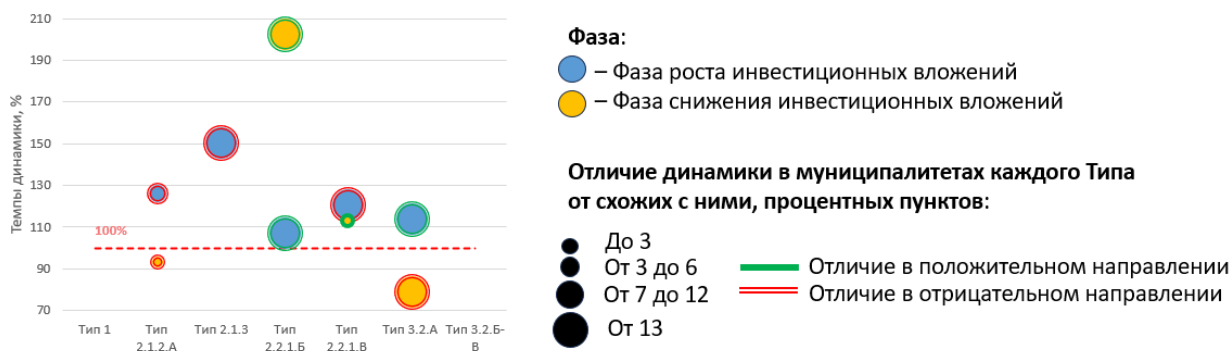 210
190
170
150
130
110
90
70
Темпы динамики, %
100%
Тип 1
Тип
2.1.2.А
Тип 2.1.3
Тип
2.2.1.Б
Тип
2.2.1.В
Тип 3.2.А
Тип 3.2.Б-
В
Фаза:
– Фаза роста инвестиционных вложений
– Фаза снижения инвестиционных вложений
Отличие динамики в муниципалитетах каждого Типа
от схожих с ними, процентных пунктов:
До 3
От 3 до 6
От 7 до 12
От 13
Отличие в положительном направлении
Отличие в отрицательном направлении